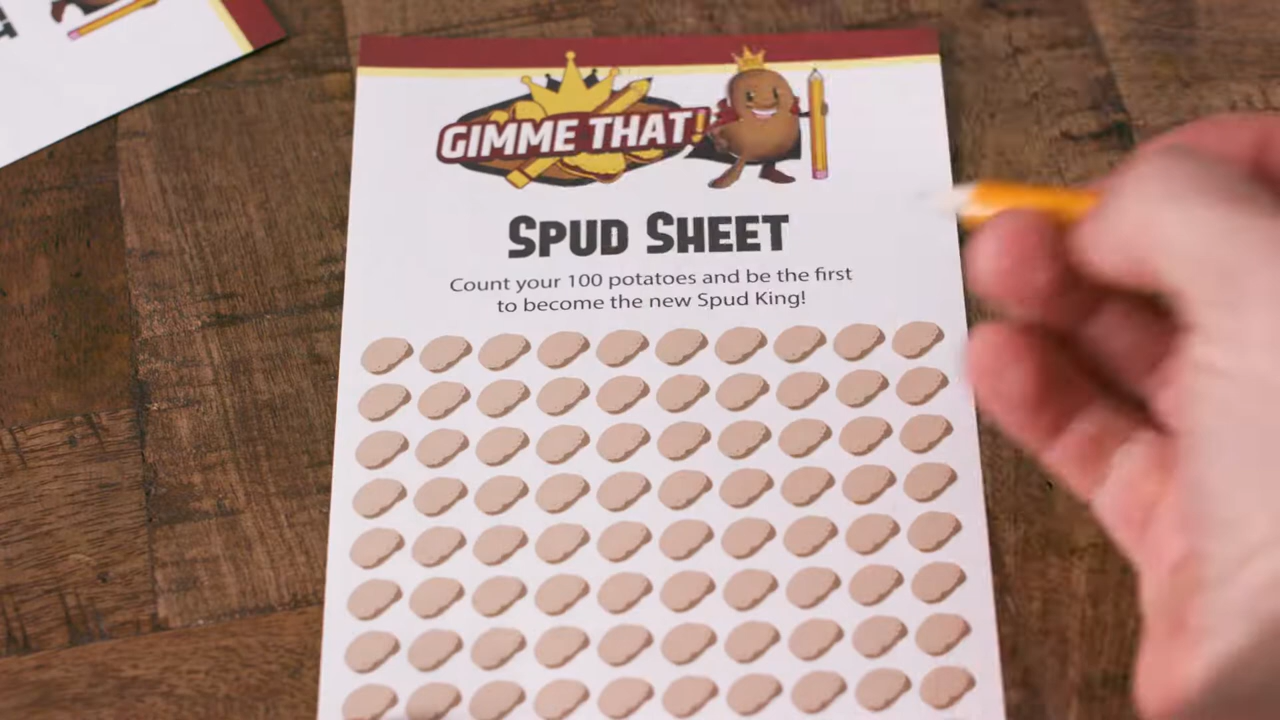 GIMME THAT!
SPUD SHEET
Count your 100 potatoes and be the first
to become the new Spud King!